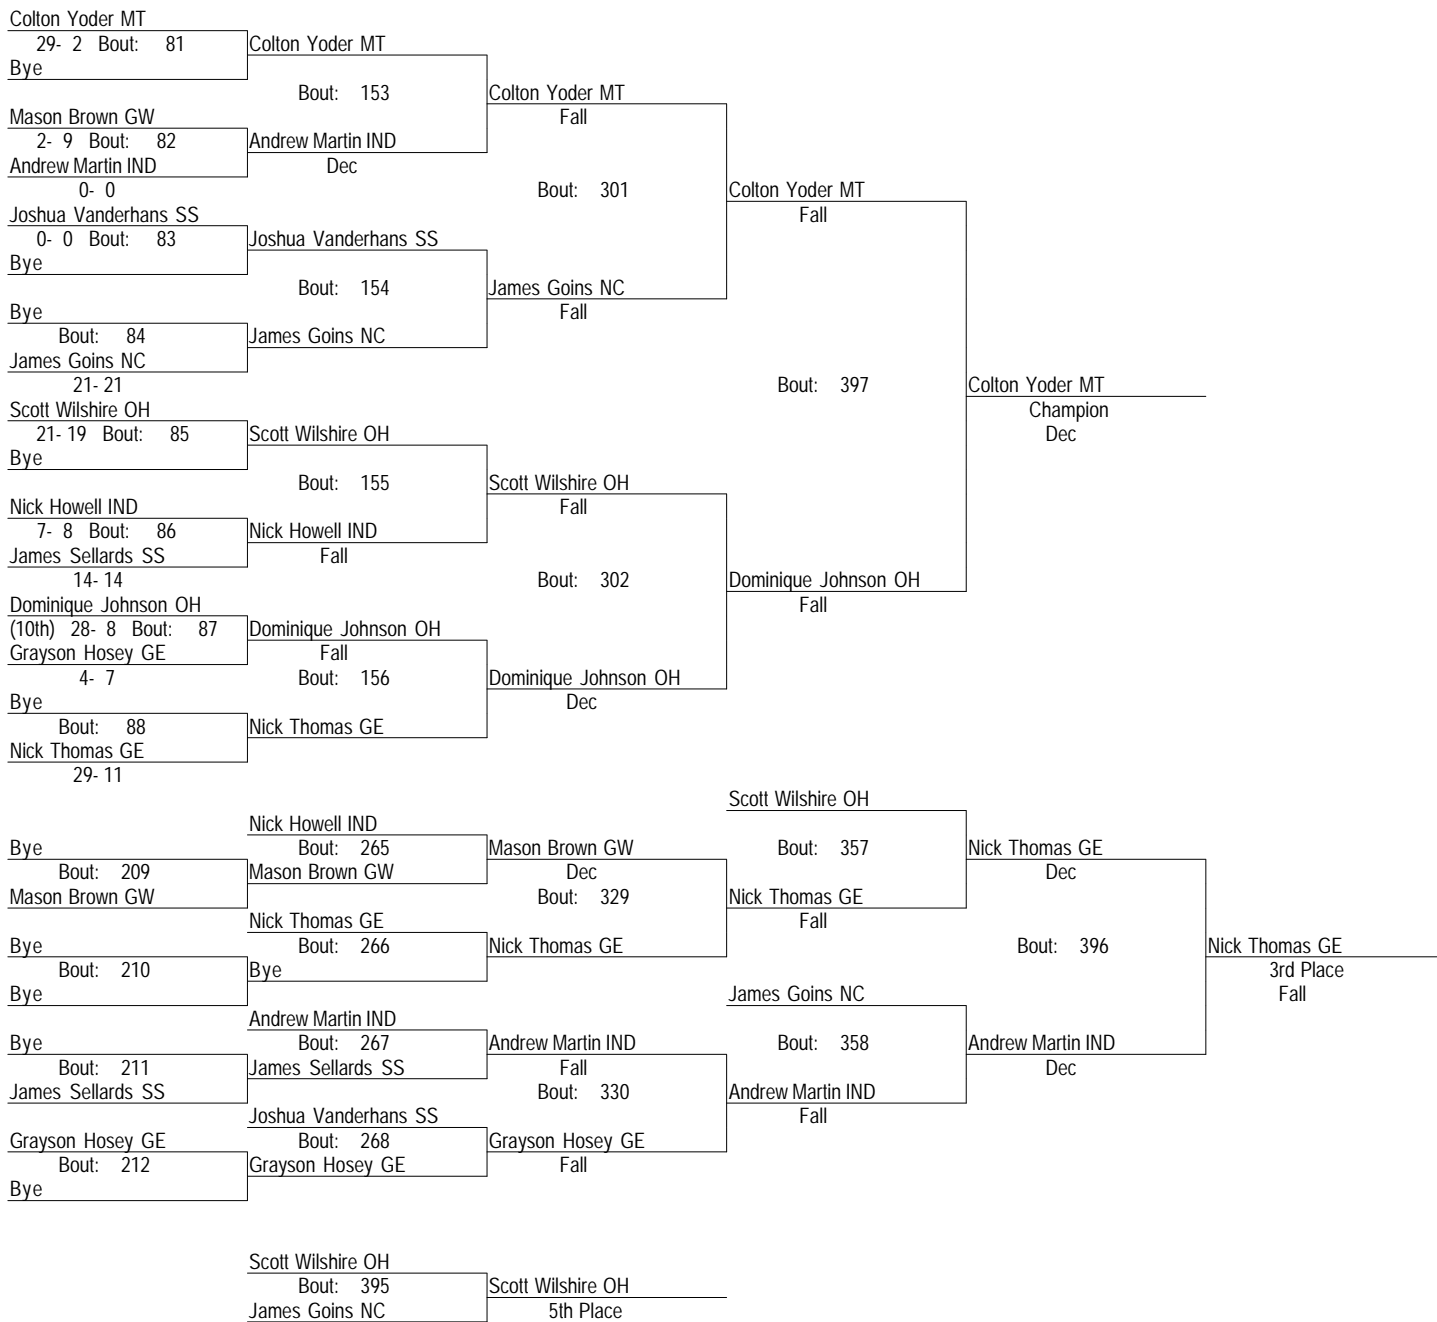 Colton Yoder MT
29- 2 Bout: 81
Bye
Colton Yoder MT
Bout: 153
Mason Brown GW
2- 9 Bout: 82
Andrew Martin IND
0- 0
Andrew Martin IND
Dec
Colton Yoder MT
Fall
Bout: 301
Joshua Vanderhans SS
0- 0 Bout: 83
Bye
Joshua Vanderhans SS
Bout: 154
Bye
Bout: 84
James Goins NC
21- 21
James Goins NC
James Goins NC
Fall
Colton Yoder MT
Fall
Bout: 397
Scott Wilshire OH
21- 19 Bout: 85
Bye
Scott Wilshire OH
Bout: 155
Nick Howell IND
7- 8 Bout: 86
James Sellards SS
14- 14
Nick Howell IND
Fall
Scott Wilshire OH
Fall
Bout: 302
Dominique Johnson OH
(10th) 28- 8 Bout: 87
Grayson Hosey GE
4- 7
Dominique Johnson OH
Fall
Bout: 156
Bye
Bout: 88
Nick Thomas GE
29- 11
Nick Thomas GE
Dominique Johnson OH
Dec
Dominique Johnson OH
Fall
Colton Yoder MT
Champion
Dec
Bye
Bout: 209
Mason Brown GW
Nick Howell IND
Bout: 265
Mason Brown GW
Mason Brown GW
Dec
Bout: 329
Bye
Bout: 210
Bye
Nick Thomas GE
Bout: 266
Bye
Nick Thomas GE
Scott Wilshire OH
Bout: 357
Nick Thomas GE
Fall
Nick Thomas GE
Dec
Bout: 396
Bye
Bout: 211
James Sellards SS
Andrew Martin IND
Bout: 267
James Sellards SS
Andrew Martin IND
Fall
Bout: 330
Grayson Hosey GE
Bout: 212
Bye
Joshua Vanderhans SS
Bout: 268
Grayson Hosey GE
Grayson Hosey GE
Fall
James Goins NC
Bout: 358
Andrew Martin IND
Fall
Andrew Martin IND
Dec
Nick Thomas GE
3rd Place
Fall
Scott Wilshire OH
Bout: 395
James Goins NC
Scott Wilshire OH
5th Place